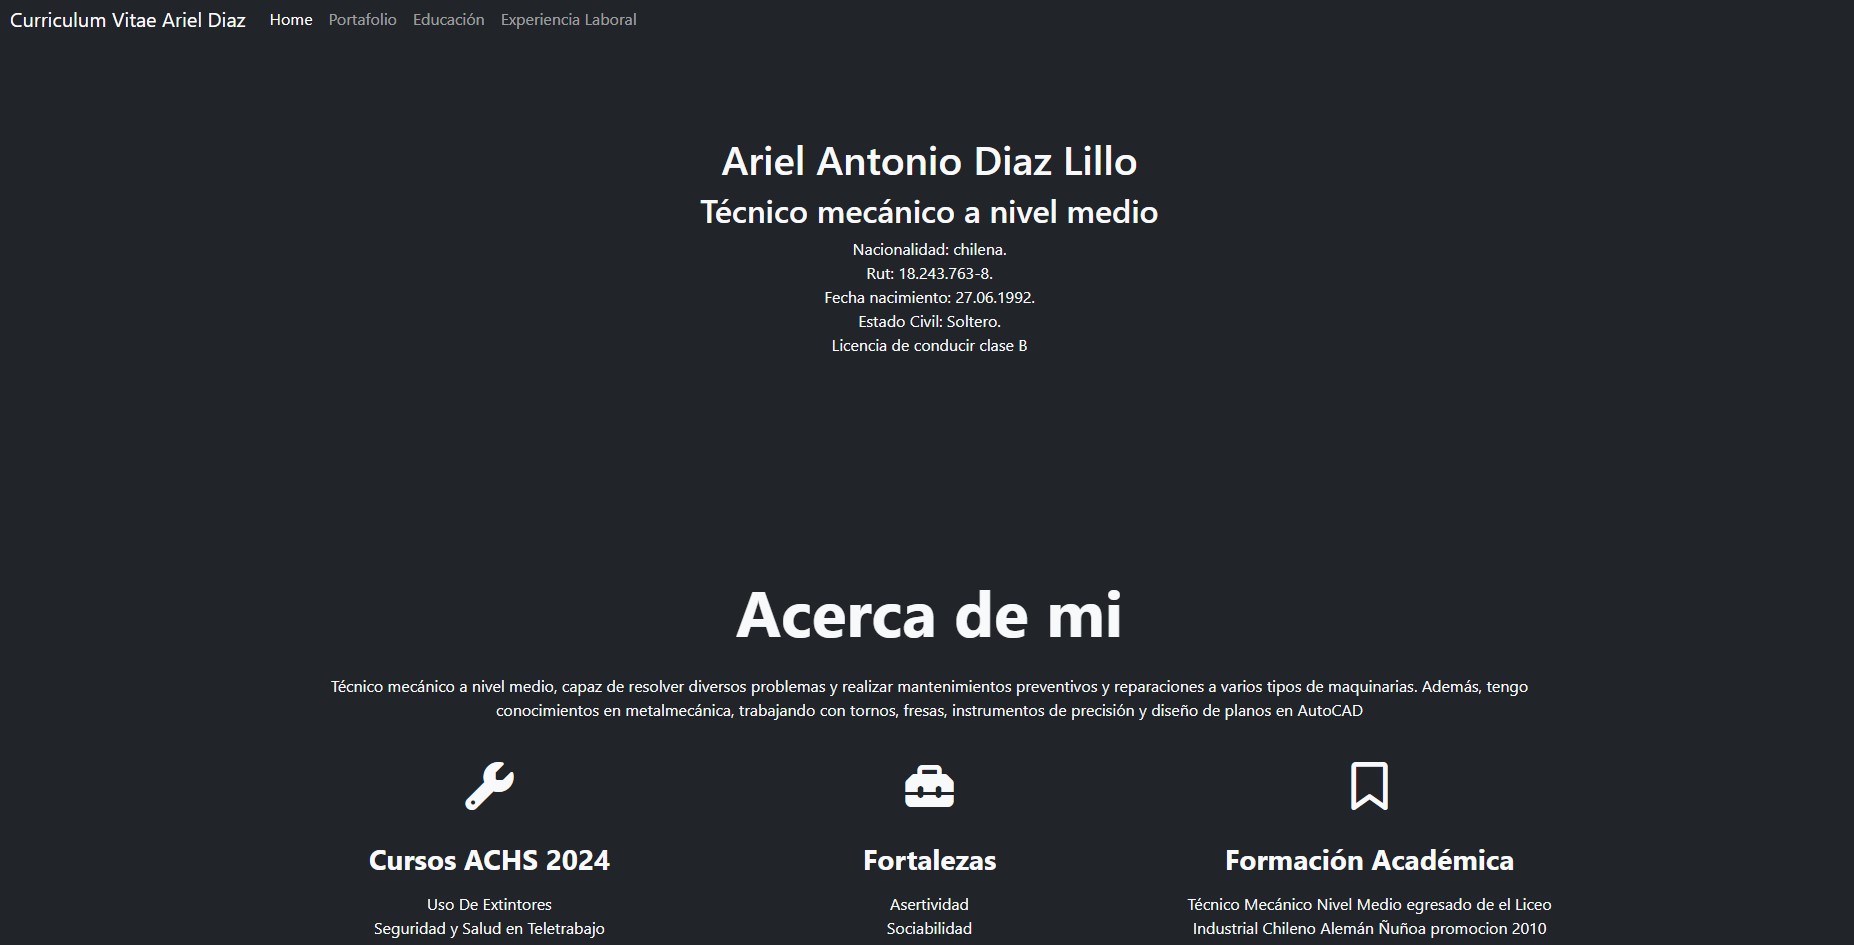 Curriculum Vitae Ariel Diaz Home Portafolio Educación Experiencia Laboral
Ariel Antonio Diaz Lillo
Técnico mecánico a nivel medio
Nacionalidad: chilena.
Rut: 18.243.763-8.
Fecha nacimiento: 27.06.1992.
Estado Civil: Soltero.
Licencia de conducir clase B
Acerca de mi
Técnico mecánico a nivel medio, capaz de resolver diversos problemas y realizar mantenimientos preventivos y reparaciones a varios tipos de maquinarias. Además, tengo
conocimientos en metalmecánica, trabajando con tornos, fresas, instrumentos de precisión y diseño de planos en AutoCAD
Cursos ACHS 2024
Uso De Extintores
Seguridad y Salud en Teletrabajo
Fortalezas
Asertividad
Sociabilidad
Formación Académica
Técnico Mecánico Nivel Medio egresado de el Liceo
Industrial Chileno Alemán Ñuñoa promocion 2010